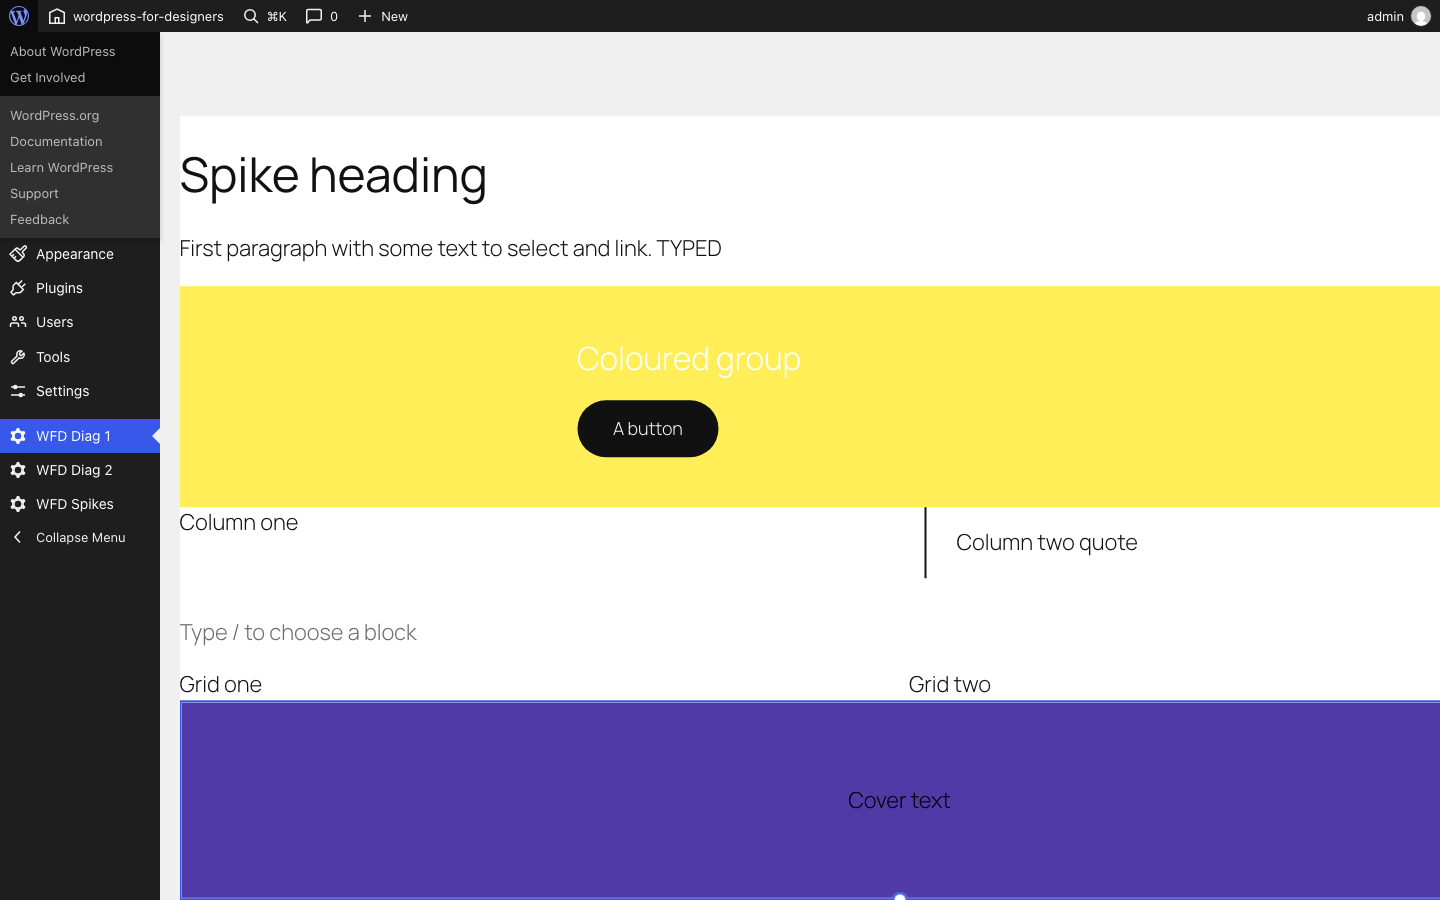 wordpress-for-designers
⌘K
0
New
admin
About WordPress
Get Involved
WordPress.org
Documentation
Learn WordPress
Support
Feedback
Appearance
Plugins
Users
Tools
Settings
WFD Diag 1
WFD Diag 2
WFD Spikes
Collapse Menu
Spike heading
First paragraph with some text to select and link. TYPED
Coloured group
A button
Column one
Column two quote
Type / to choose a block
Grid one
Grid two
Cover text